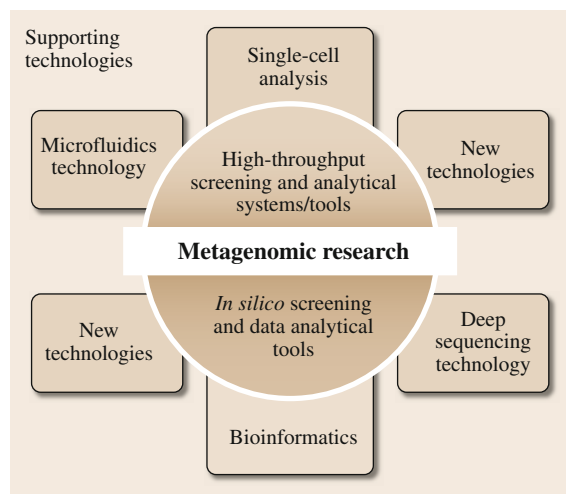 Supporting
technologies
Single-cell
analysis
Microfluidics
technology
High-throughput
screening and analytical
systems/tools
New
technologies
Metagenomic research
In silico screening
and data analytical
tools
New
technologies
Deep
sequencing
technology
Bioinformatics